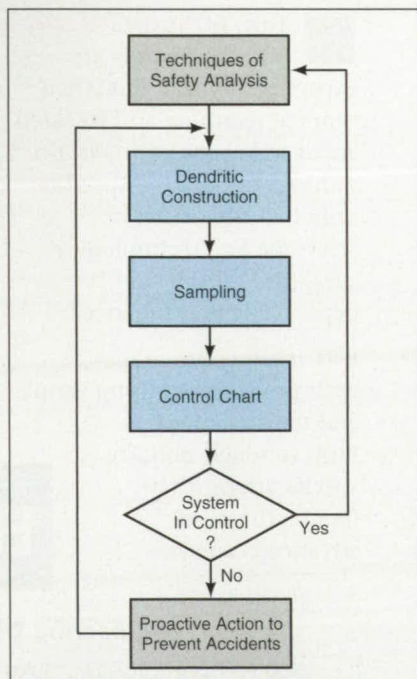 Techniques of
Safety Analysis
Dendritic
Construction
Sampling
Control Chart
System
In Control
?
Yes
No
Proactive Action to
Prevent Accidents